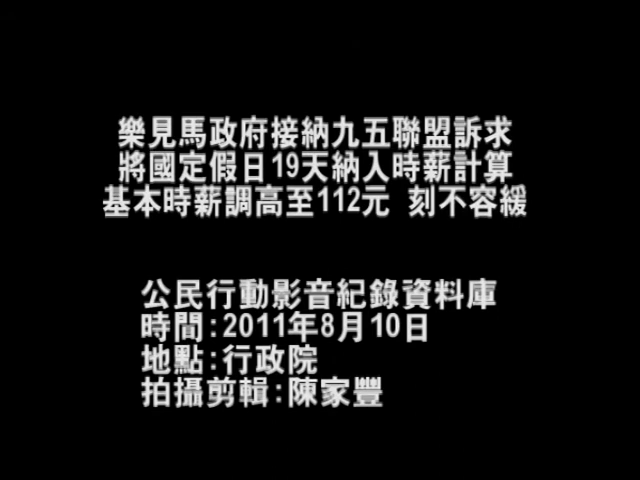 樂見馬政府接納九五聯盟訴求
將國定假日19天納入時薪計算
基本時薪調高至112元 刻不容緩
公民行動影音紀錄資料庫
時間:2011年8月10日
地點:行政院
拍攝剪輯:陳家豐